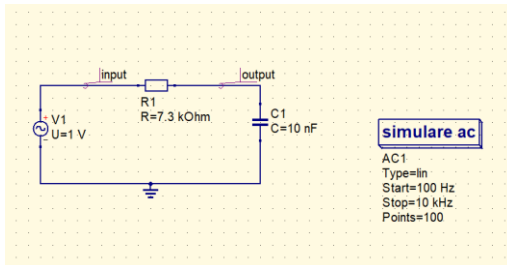 input
output
R1
R=7.3 kOhm
V1
U=1 V
C1
C=10 nF
simulare ac
AC1
Type=lin
Start=100 Hz
Stop=10 kHz
Points=100